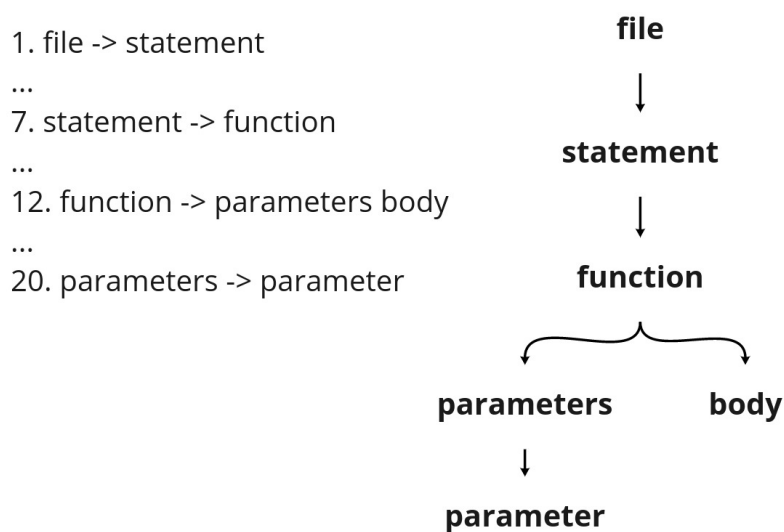 1. file -> statement
...
7. statement -> function
...
12. function -> parameters body
...
20. parameters -> parameter
file
statement
function
parameters body
parameter